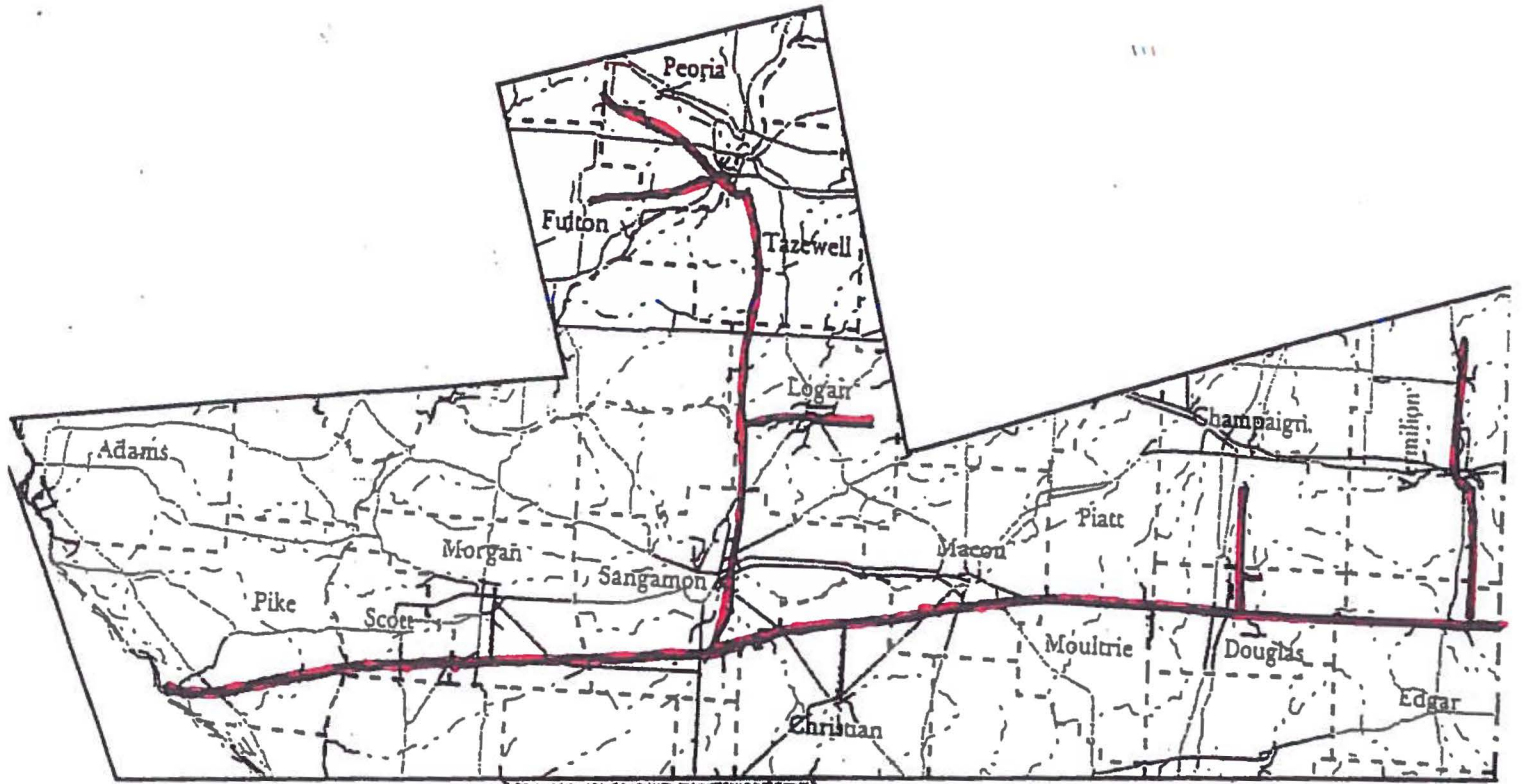 Peoria
Fulton
Tazewell
Logan
Champaign
Vermilion
Adams
Piatt
Morgan
Macon
Sangamon
Pike
Scott
Moultrie
Douglas
Edgar
Christian